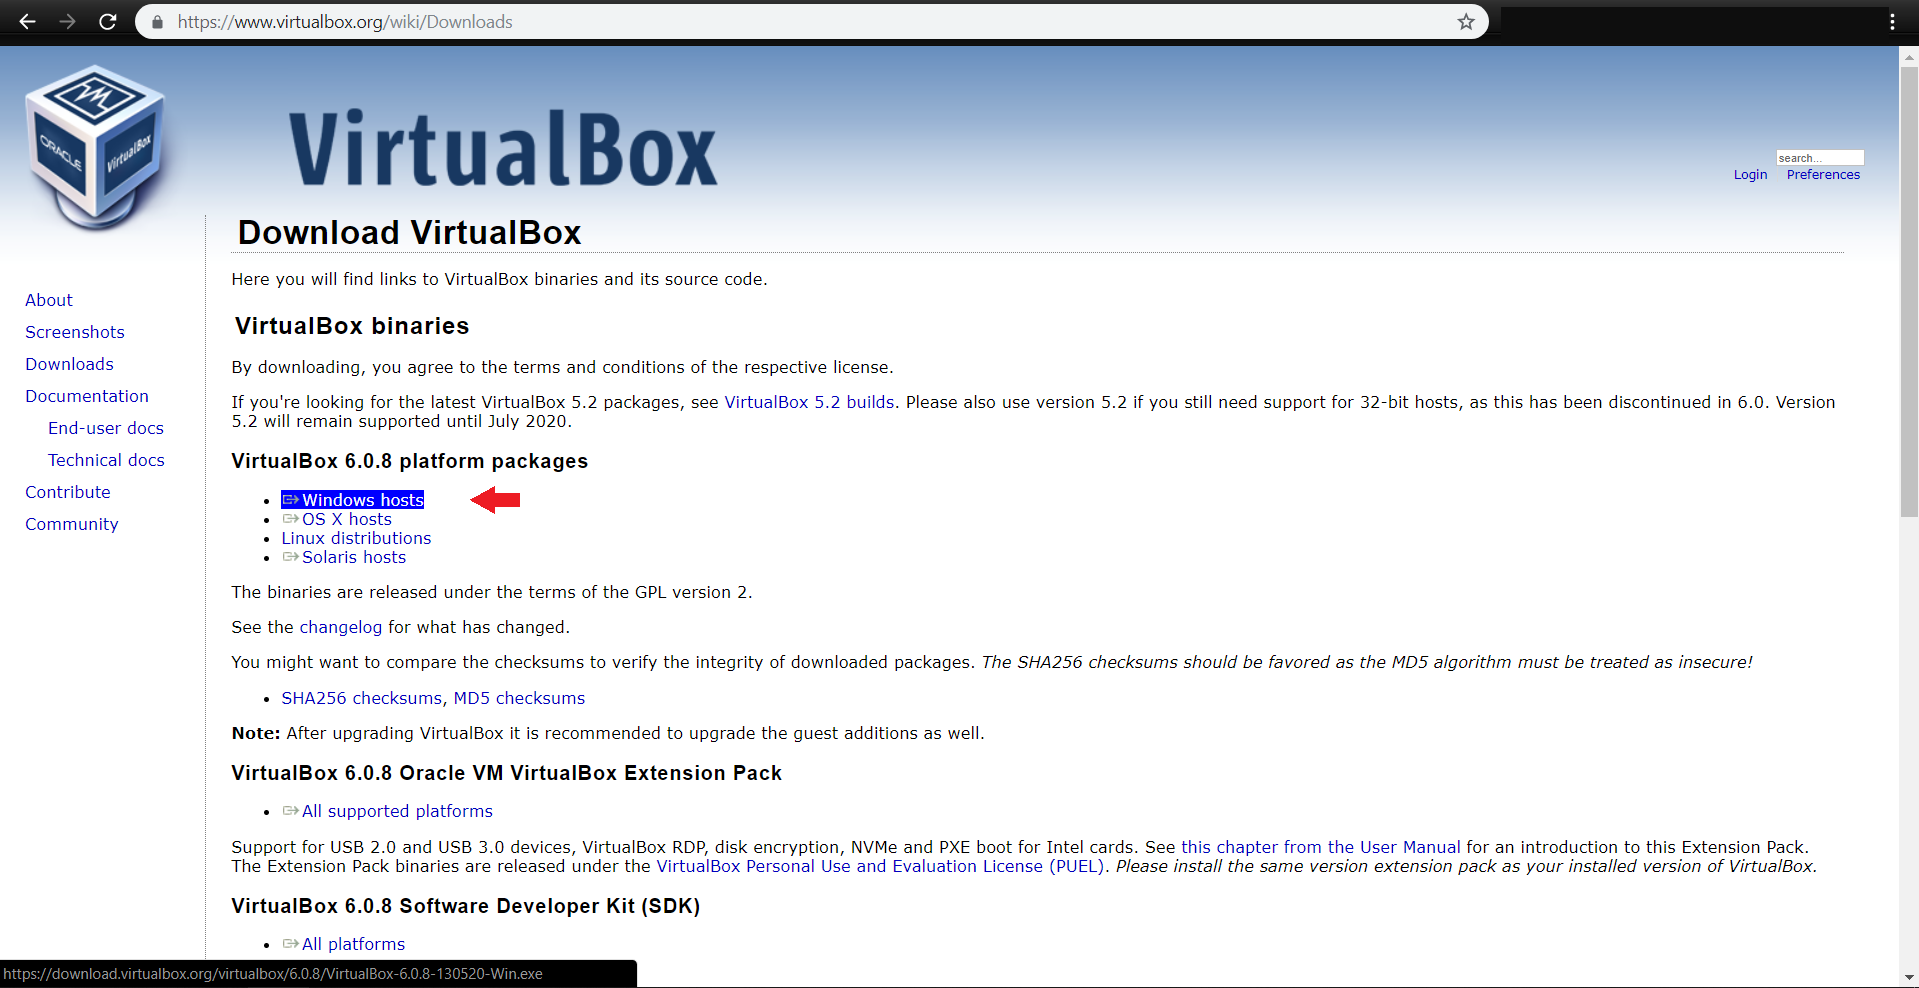 https://www.virtualbox.org/wiki/Downloads
ORACLE
VirtualBox
VirtualBox
search...
Login Preferences
Download VirtualBox
Here you will find links to VirtualBox binaries and its source code.
About
Screenshots
Downloads
Documentation
End-user docs
Technical docs
Contribute
Community
VirtualBox binaries
By downloading, you agree to the terms and conditions of the respective license.
If you're looking for the latest VirtualBox 5.2 packages, see VirtualBox 5.2 builds. Please also use version 5.2 if you still need support for 32-bit hosts, as this has been discontinued in 6.0. Version
5.2 will remain supported until July 2020.
VirtualBox 6.0.8 platform packages
• Windows hosts
• OS X hosts
• Linux distributions
• Solaris hosts
The binaries are released under the terms of the GPL version 2.
See the changelog for what has changed.
You might want to compare the checksums to verify the integrity of downloaded packages. The SHA256 checksums should be favored as the MD5 algorithm must be treated as insecure!
• SHA256 checksums, MD5 checksums
Note: After upgrading VirtualBox it is recommended to upgrade the guest additions as well.
VirtualBox 6.0.8 Oracle VM VirtualBox Extension Pack
• All supported platforms
Support for USB 2.0 and USB 3.0 devices, VirtualBox RDP, disk encryption, NVMe and PXE boot for Intel cards. See this chapter from the User Manual for an introduction to this Extension Pack.
The Extension Pack binaries are released under the VirtualBox Personal Use and Evaluation License (PUEL). Please install the same version extension pack as your installed version of VirtualBox.
VirtualBox 6.0.8 Software Developer Kit (SDK)
• All platforms
https://download.virtualbox.org/virtualbox/6.0.8/VirtualBox-6.0.8-130520-Win.exe